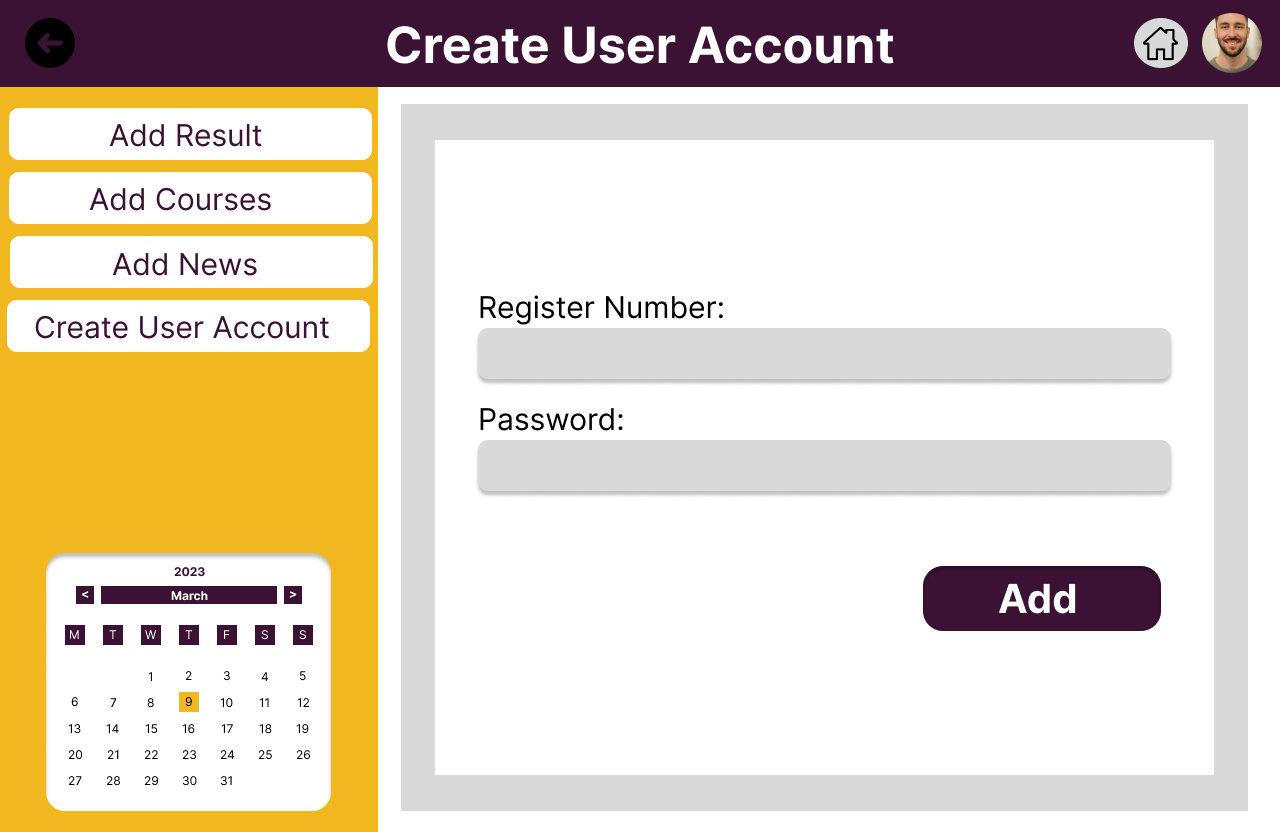 Create User Account
Add Result
Add Courses
Add News
Create User Account
Register Number:
Password:
Add
2023
< March >
M T W T F S S
1 2 3 4 5
6 7 8 9 10 11 12
13 14 15 16 17 18 19
20 21 22 23 24 25 26
27 28 29 30 31